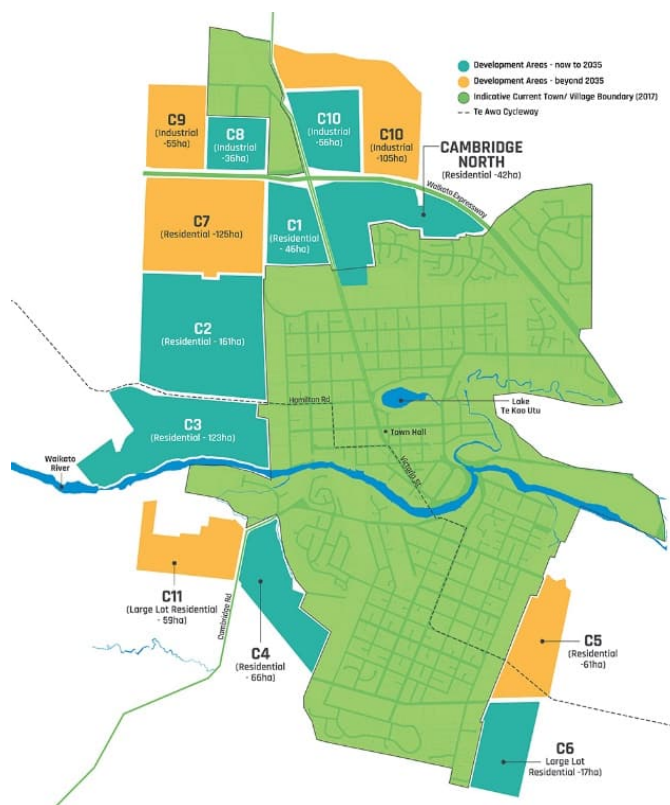 Development Areas - now to 2035
Development Areas - beyond 2035
Indicative Current Town/ Village Boundary (2017)
Te Awa Cycleway
C9
(Industrial
-55ha)
C8
(Industrial
-36ha)
C10
(Industrial
-56ha)
C10
(Industrial
-105ha)
CAMBRIDGE
NORTH
(Residential -42ha)
Waikato Expressway
C7
(Residential -125ha)
C1
(Residential
- 46ha)
C2
(Residential - 161ha)
Hamilton Rd
Lake
Te Kao Utu
Town Hall
C3
(Residential - 123ha)
Waikato
River
Victoria St
C11
(Large Lot Residential
- 59ha)
Cambridge Rd
C4
(Residential
- 66ha)
C5
(Residential
-61ha)
C6
Large Lot
Residential -17ha)